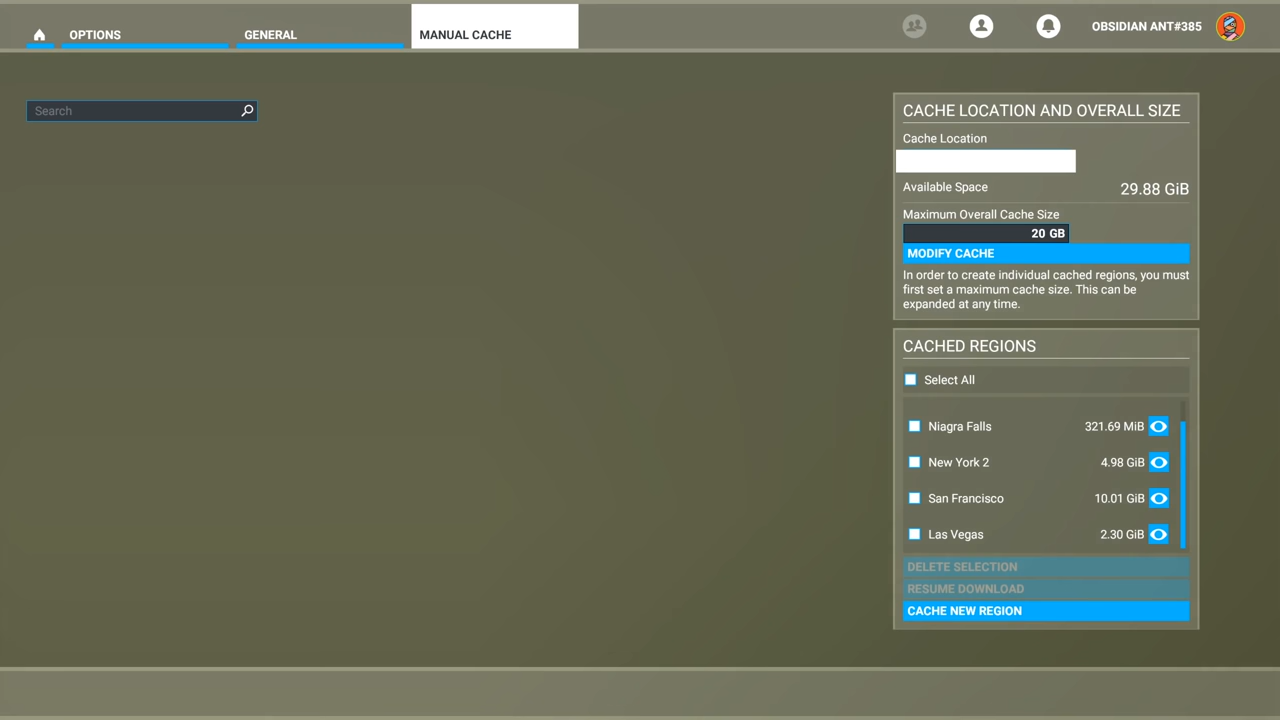 OPTIONS
GENERAL
MANUAL CACHE
OBSIDIAN ANT#385
Search
CACHE LOCATION AND OVERALL SIZE
Cache Location
Available Space 29.88 GiB
Maximum Overall Cache Size
20 GB
MODIFY CACHE
In order to create individual cached regions, you must
first set a maximum cache size. This can be
expanded at any time.
CACHED REGIONS
Select All
Niagra Falls 321.69 MiB
New York 2 4.98 GiB
San Francisco 10.01 GiB
Las Vegas 2.30 GiB
DELETE SELECTION
RESUME DOWNLOAD
CACHE NEW REGION